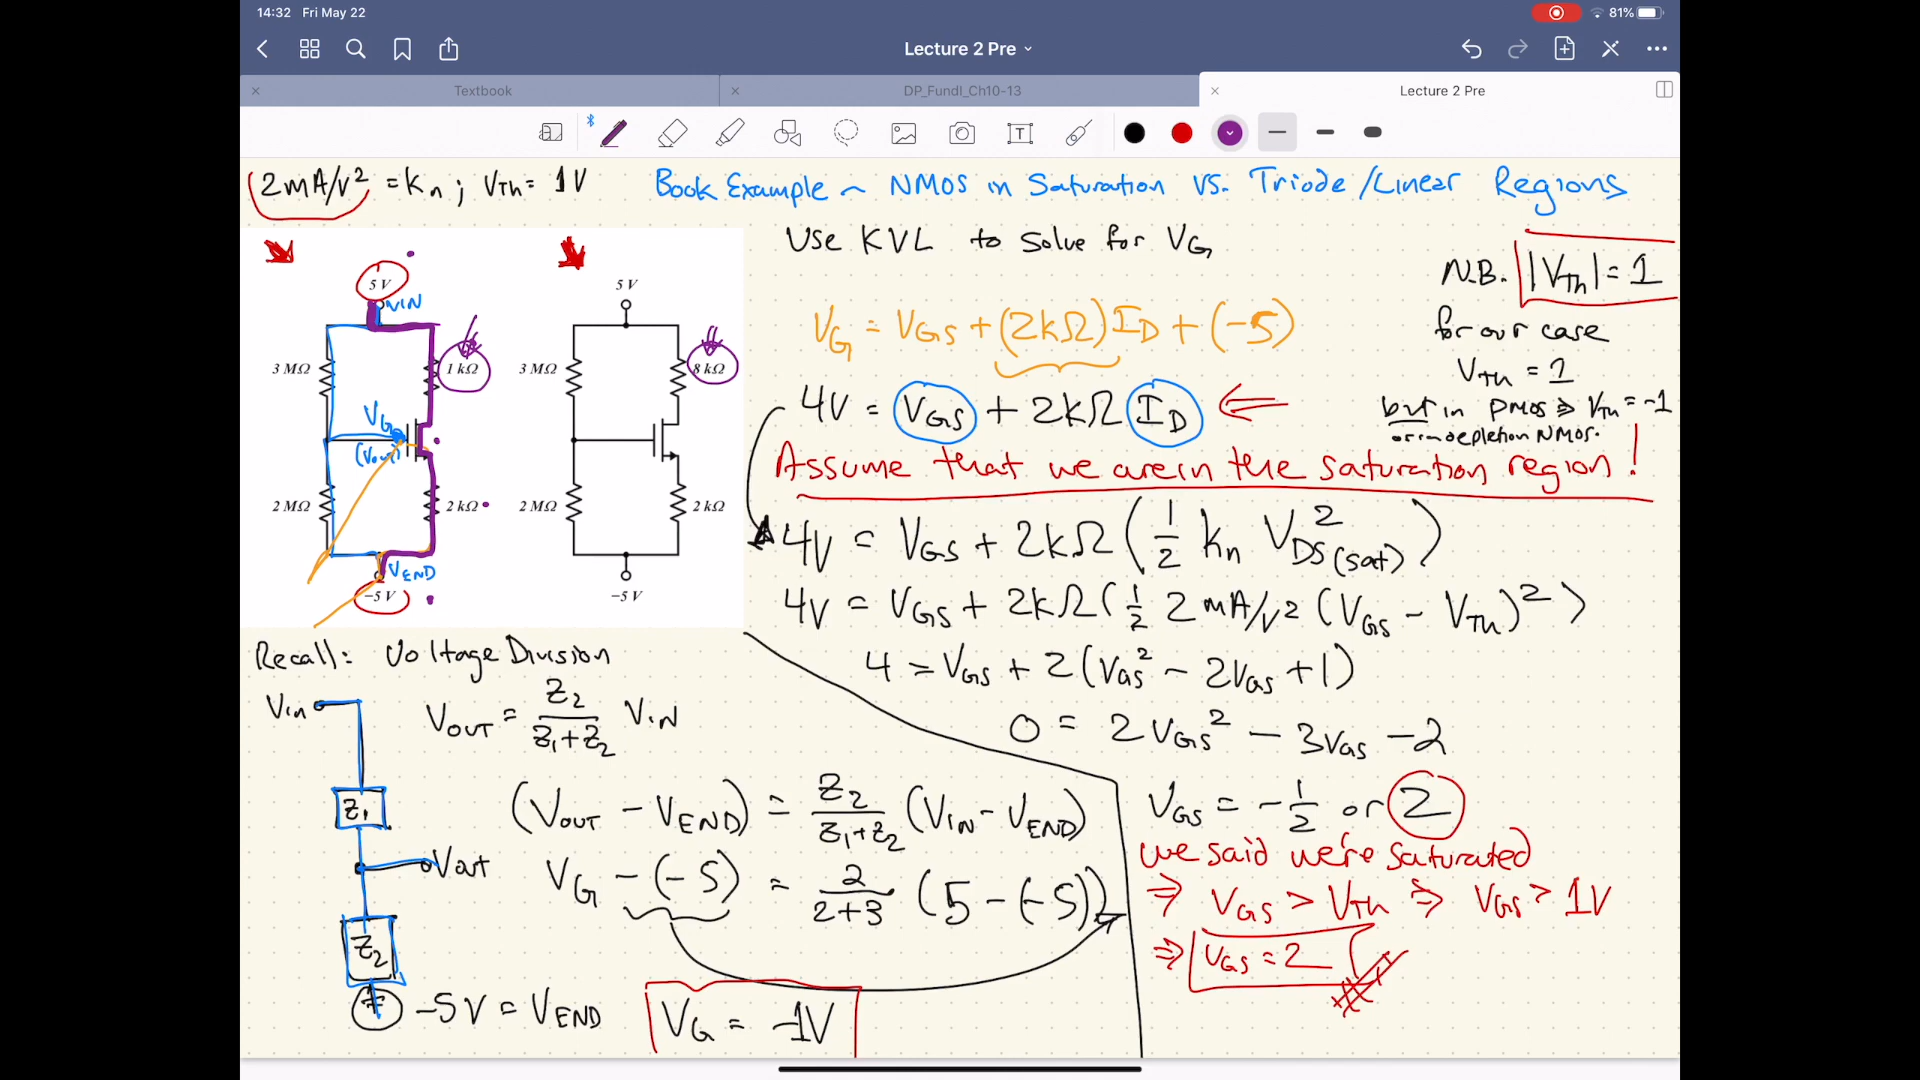 14:32 Fri May 22
81%
Lecture 2 Pre
Textbook
DP_FundI_Ch10-13
Lecture 2 Pre
2mA/V² = kn ; VTh = 1V
Book Example ~ NMOS in Saturation vs. Triode/Linear Regions
5 V
VIN
3 MΩ
1 kΩ
VG
(Vout)
2 MΩ
2 kΩ
VEND
-5 V
5 V
3 MΩ
8 kΩ
2 MΩ
2 kΩ
-5 V
Use KVL to solve for VG
VG = VGS + (2kΩ)ID + (-5)
4V = VGS + 2kΩ ID
N.B. |VTh| = 1
for our case
VTh = 1
but in PMOS ⇒ VTh = -1
or in depletion NMOS.
Assume that we are in the saturation region!
4V = VGS + 2kΩ (1/2 kn VDS(sat)²)
4V = VGS + 2kΩ (1/2 2 mA/V² (VGS - VTh)²)
4 = VGS + 2(VGS² - 2VGS + 1)
0 = 2VGS² - 3VGS - 2
VGS = -1/2 or 2
we said we're saturated
⇒ VGS > VTh ⇒ VGS > 1V
⇒ VGS = 2
Recall: Voltage Division
Vin
VOUT = Z2/(Z1+Z2) VIN
Z1
Vout
Z2
-5V = VEND
(VOUT - VEND) = Z2/(Z1+Z2) (VIN - VEND)
VG - (-5) = 2/(2+3) (5 - (-5))
VG = -1V